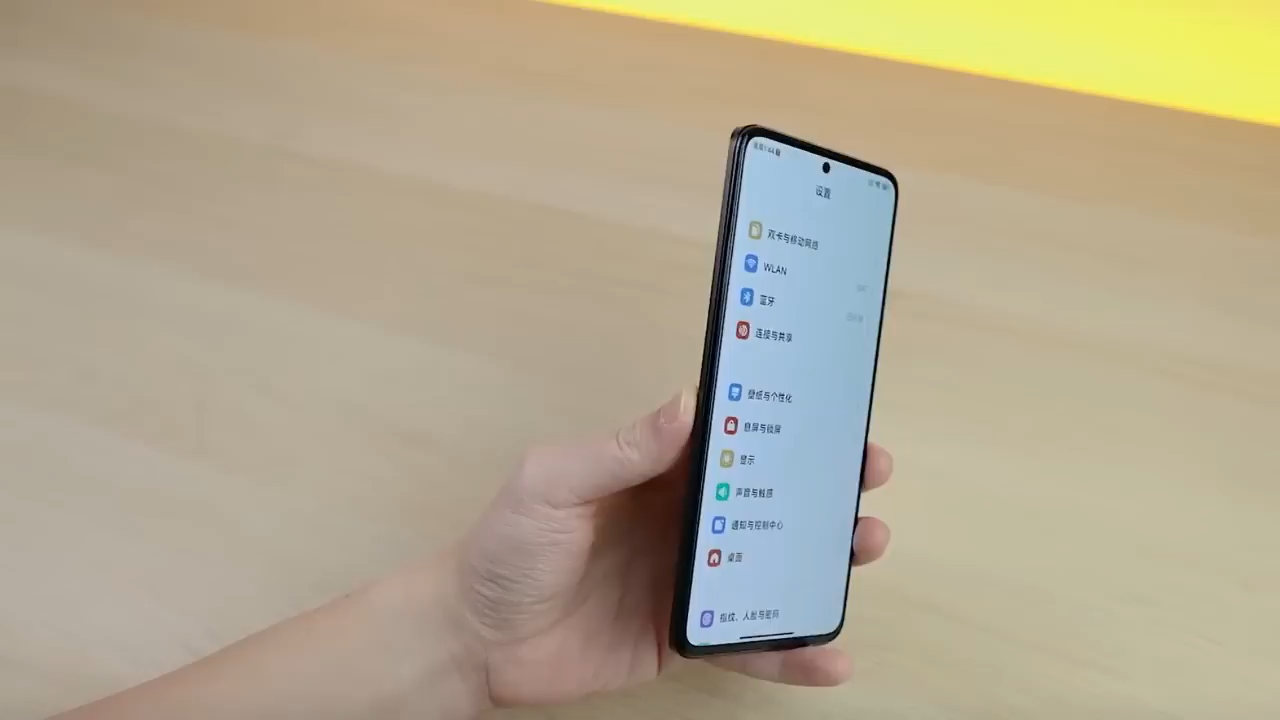 设置
双卡与移动网络
WLAN
蓝牙
连接与共享
壁纸与个性化
息屏与锁屏
显示
声音与触感
通知与控制中心
桌面
指纹、人脸与密码